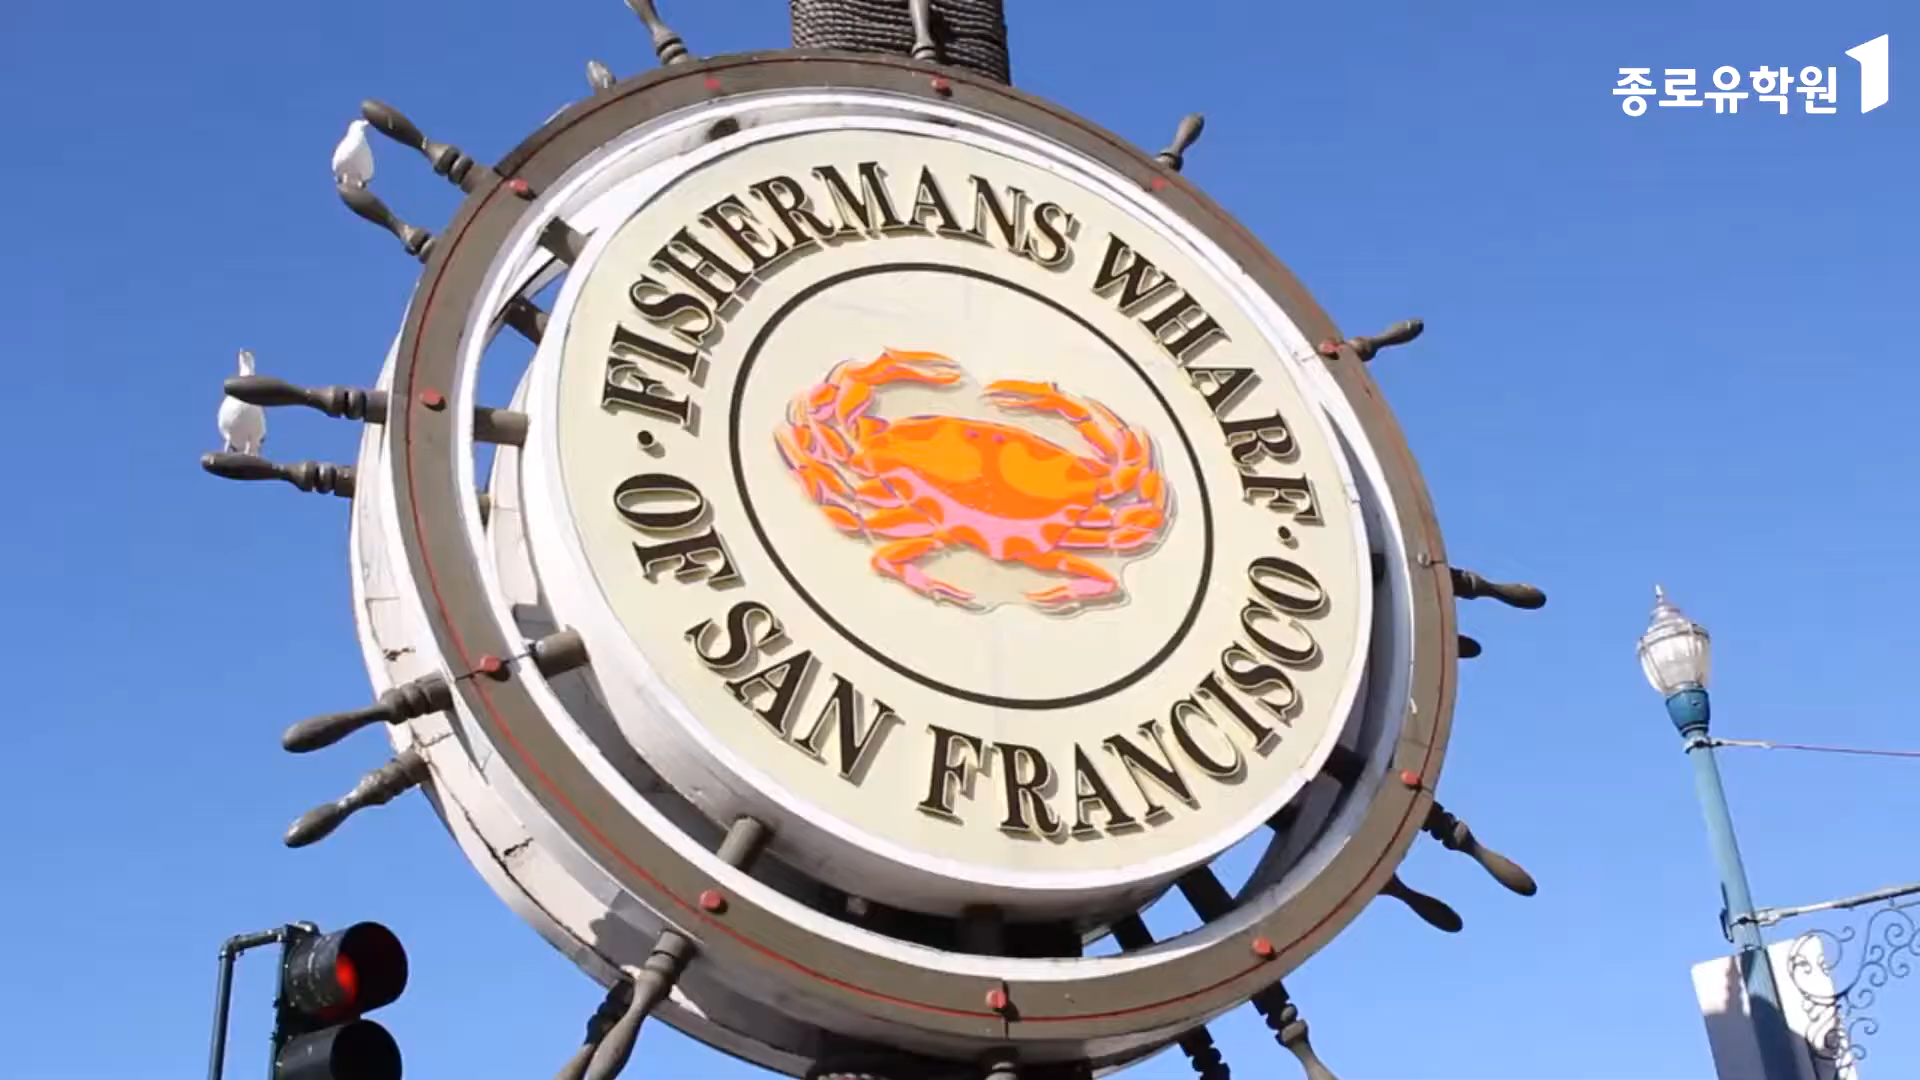 종로유학원
FISHERMANS WHARF
· OF SAN FRANCISCO ·